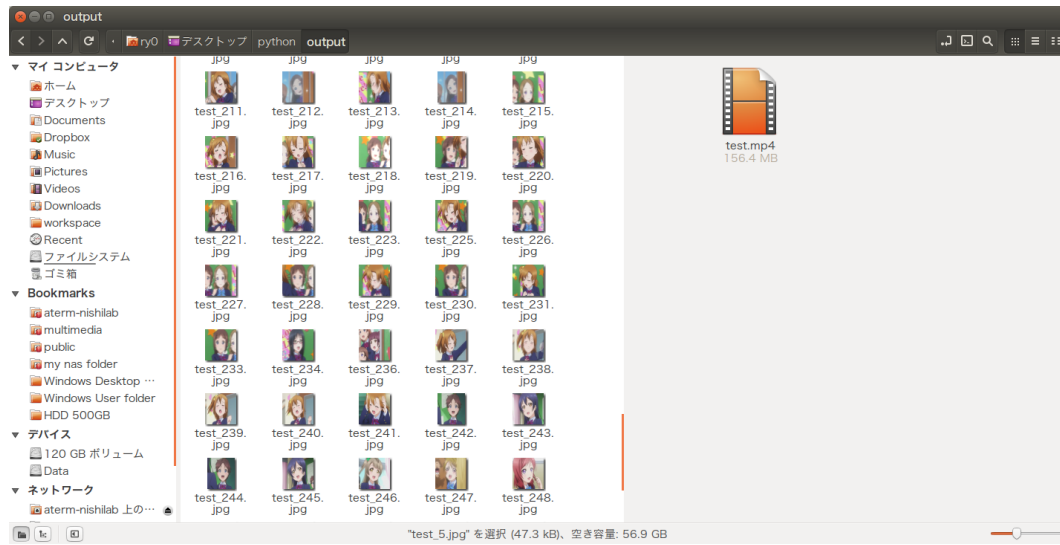 output
ry0 デスクトップ python output
マイ コンピュータ
ホーム
デスクトップ
Documents
Dropbox
Music
Pictures
Videos
Downloads
workspace
Recent
ファイルシステム
ゴミ箱
Bookmarks
aterm-nishilab
multimedia
public
my nas folder
Windows Desktop ...
Windows User folder
HDD 500GB
デバイス
120 GB ボリューム
Data
ネットワーク
aterm-nishilab 上の...
jpg jpg jpg jpg jpg
test_211. test_212. test_213. test_214. test_215.
jpg jpg jpg jpg jpg
test_216. test_217. test_218. test_219. test_220.
jpg jpg jpg jpg jpg
test_221. test_222. test_223. test_225. test_226.
jpg jpg jpg jpg jpg
test_227. test_228. test_229. test_230. test_231.
jpg jpg jpg jpg jpg
test_233. test_234. test_236. test_237. test_238.
jpg jpg jpg jpg jpg
test_239. test_240. test_241. test_242. test_243.
jpg jpg jpg jpg jpg
test_244. test_245. test_246. test_247. test_248.
jpg jpg jpg jpg jpg
test.mp4
156.4 MB
"test_5.jpg" を選択 (47.3 kB)、空き容量: 56.9 GB